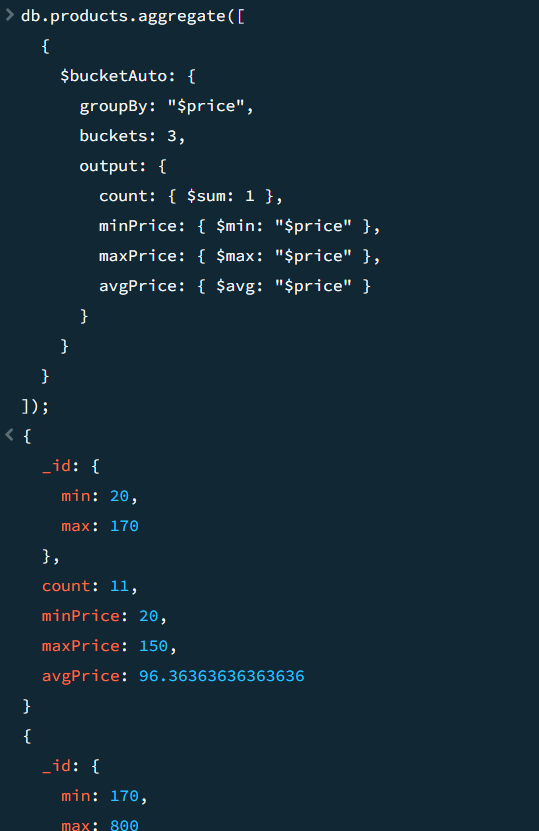 db.products.aggregate([
{
$bucketAuto: {
groupBy: "$price",
buckets: 3,
output: {
count: { $sum: 1 },
minPrice: { $min: "$price" },
maxPrice: { $max: "$price" },
avgPrice: { $avg: "$price" }
}
}
}
]);
{
_id: {
min: 20,
max: 170
},
count: 11,
minPrice: 20,
maxPrice: 150,
avgPrice: 96.36363636363636
}
{
_id: {
min: 170,
max: 800